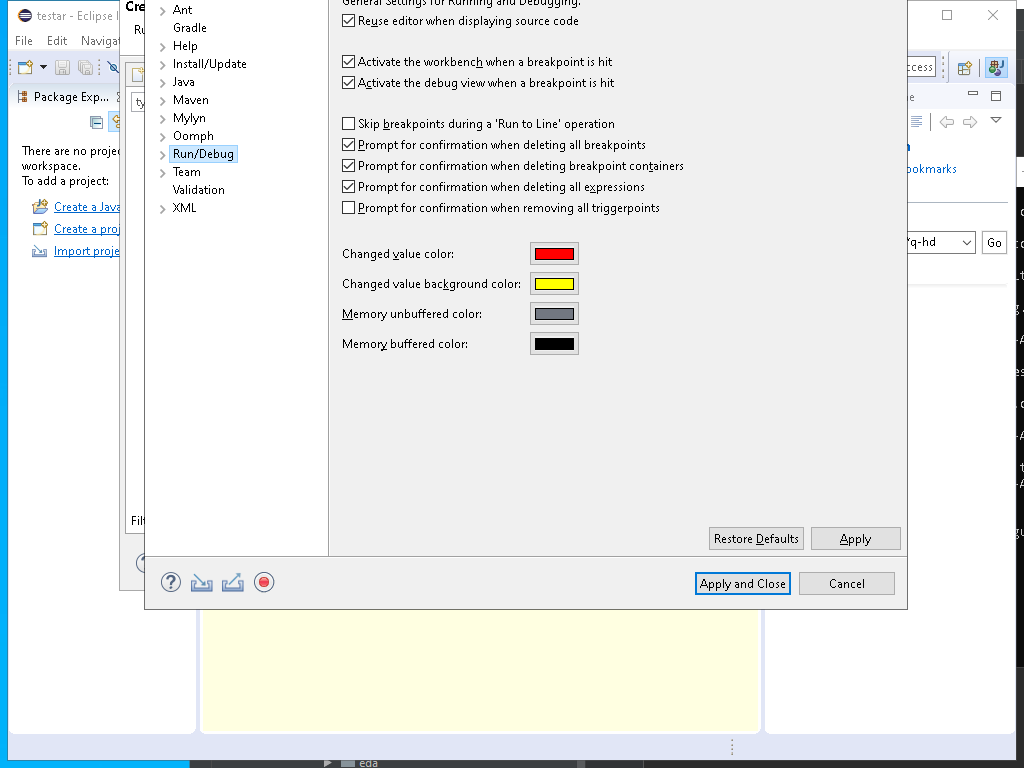 testar - Eclipse I
File Edit Navigat
Package Exp...
There are no projec
workspace.
To add a project:
Create a Java
Create a proj
Import proje
Cre
Ru
ty
Filt
Ant
Gradle
Help
Install/Update
Java
Maven
Mylyn
Oomph
Run/Debug
Team
Validation
XML
General Settings for Running and Debugging.
Reuse editor when displaying source code
Activate the workbench when a breakpoint is hit
Activate the debug view when a breakpoint is hit
Skip breakpoints during a 'Run to Line' operation
Prompt for confirmation when deleting all breakpoints
Prompt for confirmation when deleting breakpoint containers
Prompt for confirmation when deleting all expressions
Prompt for confirmation when removing all triggerpoints
Changed value color:
Changed value background color:
Memory unbuffered color:
Memory buffered color:
Restore Defaults
Apply
Apply and Close
Cancel
ccess
ookmarks
q-hd
Go
eda